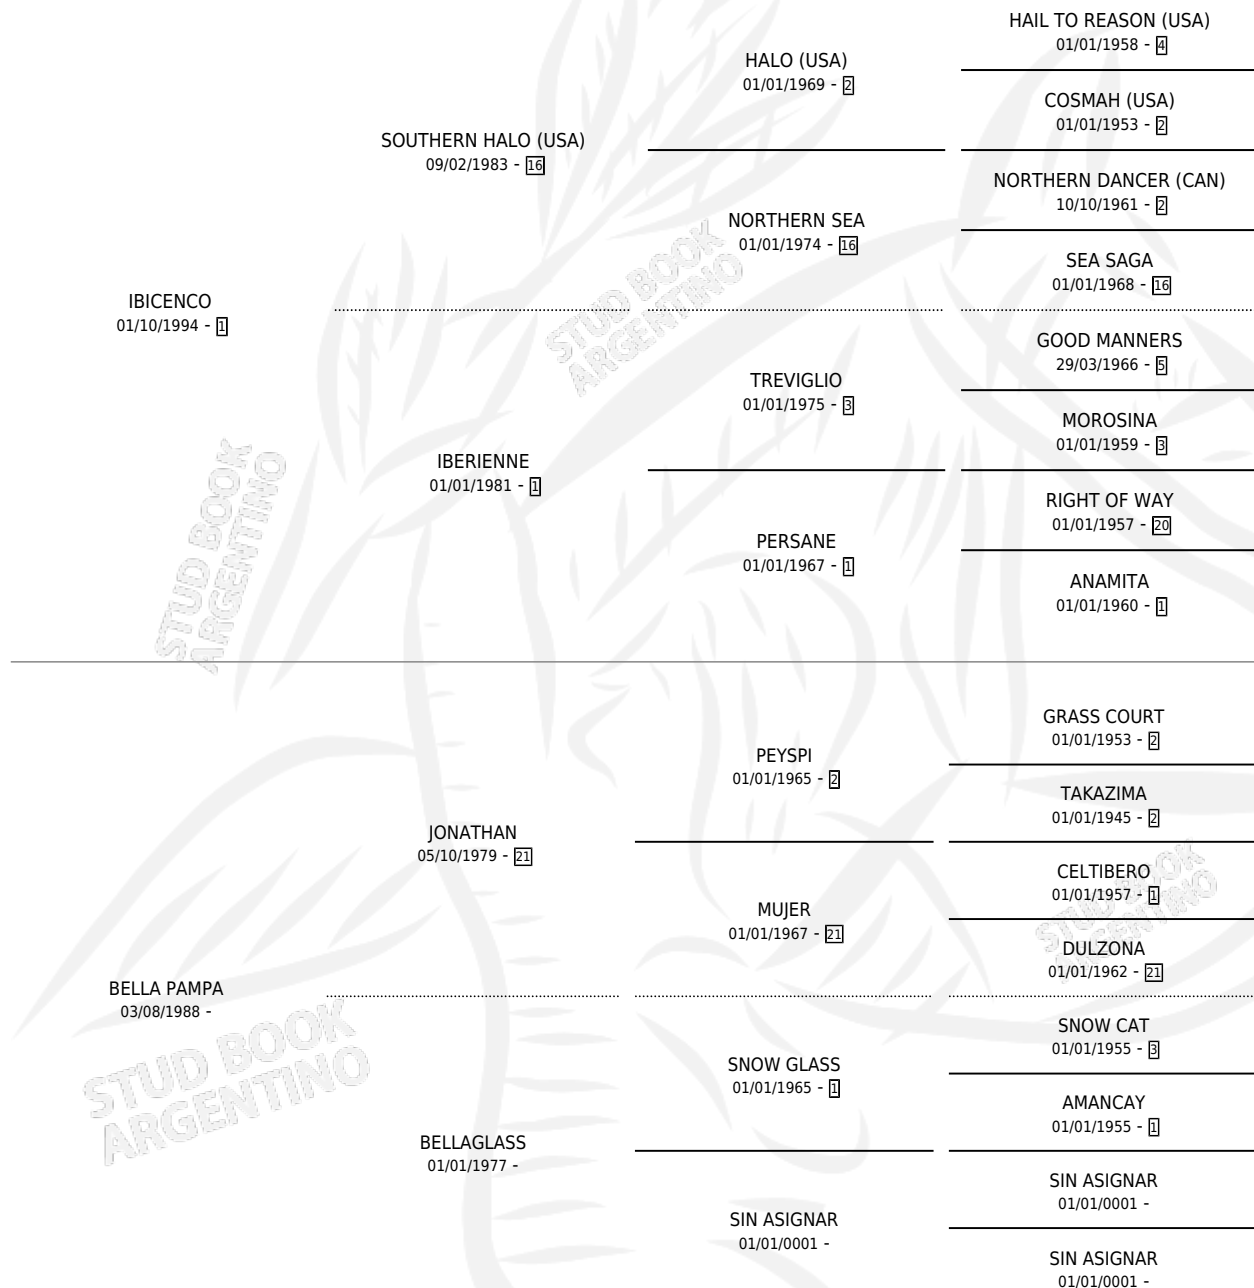 HAIL TO REASON (USA)
01/01/1958 - 4
HALO (USA)
01/01/1969 - 2
COSMAH (USA)
01/01/1953 - 2
SOUTHERN HALO (USA)
09/02/1983 - 16
NORTHERN DANCER (CAN)
10/10/1961 - 2
NORTHERN SEA
01/01/1974 - 16
SEA SAGA
01/01/1968 - 16
STUD BOOK
ARGENTINO
IBICENCO
01/10/1994 - 1
GOOD MANNERS
29/03/1966 - 5
TREVIGLIO
01/01/1975 - 3
MOROSINA
01/01/1959 - 3
IBERIENNE
01/01/1981 - 1
RIGHT OF WAY
01/01/1957 - 20
PERSANE
01/01/1967 - 1
ANAMITA
01/01/1960 - 1
STUD BOOK
ARGENTINO
GRASS COURT
01/01/1953 - 2
PEYSPI
01/01/1965 - 2
TAKAZIMA
01/01/1945 - 2
JONATHAN
05/10/1979 - 21
CELTIBERO
01/01/1957 - 1
MUJER
01/01/1967 - 21
DULZONA
01/01/1962 - 21
STUD BOOK
ARGENTINO
BELLA PAMPA
03/08/1988 -
SNOW CAT
01/01/1955 - 3
SNOW GLASS
01/01/1965 - 1
AMANCAY
01/01/1955 - 1
STUD BOOK
ARGENTINO
BELLAGLASS
01/01/1977 -
SIN ASIGNAR
01/01/0001 -
SIN ASIGNAR
01/01/0001 -
SIN ASIGNAR
01/01/0001 -